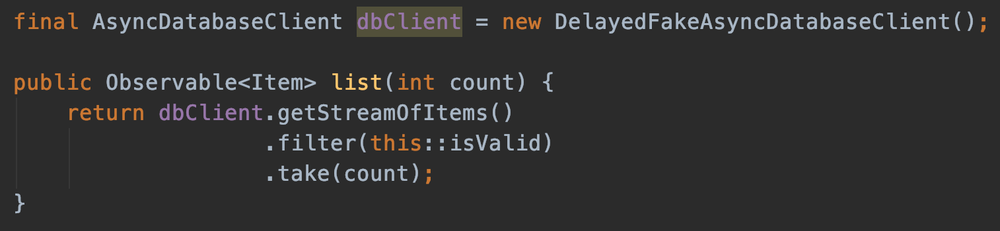 final AsyncDatabaseClient dbClient = new DelayedFakeAsyncDatabaseClient();
public Observable<Item> list(int count) {
return dbClient.getStreamOfItems()
.filter(this::isValid)
.take(count);
}